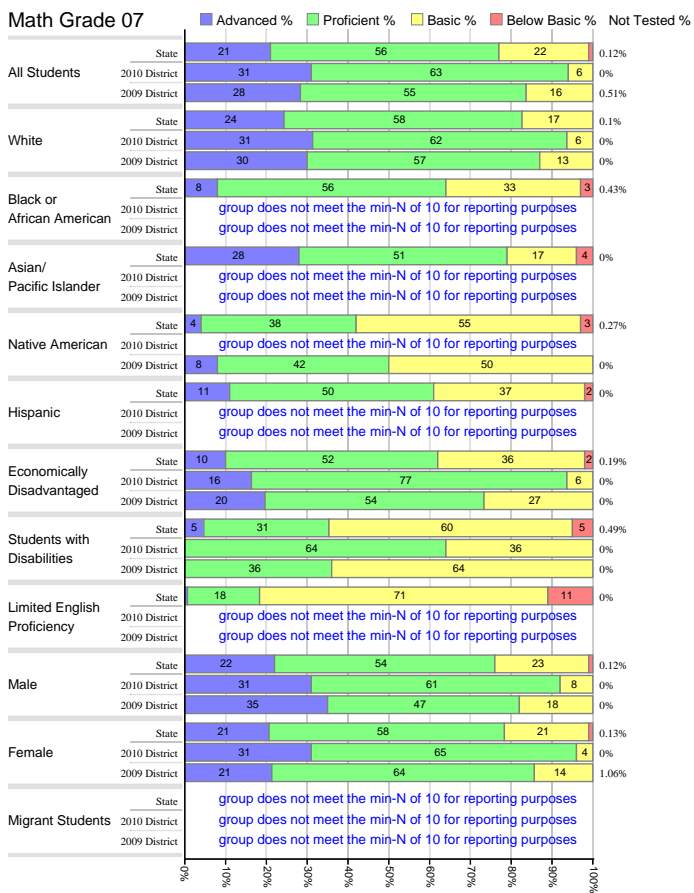 Math Grade 07
Advanced % Proficient % Basic % Below Basic % Not Tested %
All Students
State 21 56 22 0.12%
2010 District 31 63 6 0%
2009 District 28 55 16 0.51%
White
State 24 58 17 0.1%
2010 District 31 62 6 0%
2009 District 30 57 13 0%
Black or
African American
State 8 56 33 3 0.43%
2010 District group does not meet the min-N of 10 for reporting purposes
2009 District group does not meet the min-N of 10 for reporting purposes
Asian/
Pacific Islander
State 28 51 17 4 0%
2010 District group does not meet the min-N of 10 for reporting purposes
2009 District group does not meet the min-N of 10 for reporting purposes
Native American
State 4 38 55 3 0.27%
2010 District group does not meet the min-N of 10 for reporting purposes
2009 District 8 42 50 0%
Hispanic
State 11 50 37 2 0%
2010 District group does not meet the min-N of 10 for reporting purposes
2009 District group does not meet the min-N of 10 for reporting purposes
Economically
Disadvantaged
State 10 52 36 2 0.19%
2010 District 16 77 6 0%
2009 District 20 54 27 0%
Students with
Disabilities
State 5 31 60 5 0.49%
2010 District 64 36 0%
2009 District 36 64 0%
Limited English
Proficiency
State 18 71 11 0%
2010 District group does not meet the min-N of 10 for reporting purposes
2009 District group does not meet the min-N of 10 for reporting purposes
Male
State 22 54 23 0.12%
2010 District 31 61 8 0%
2009 District 35 47 18 0%
Female
State 21 58 21 0.13%
2010 District 31 65 4 0%
2009 District 21 64 14 1.06%
Migrant Students
State group does not meet the min-N of 10 for reporting purposes
2010 District group does not meet the min-N of 10 for reporting purposes
2009 District group does not meet the min-N of 10 for reporting purposes
0% 10% 20% 30% 40% 50% 60% 70% 80% 90% 100%